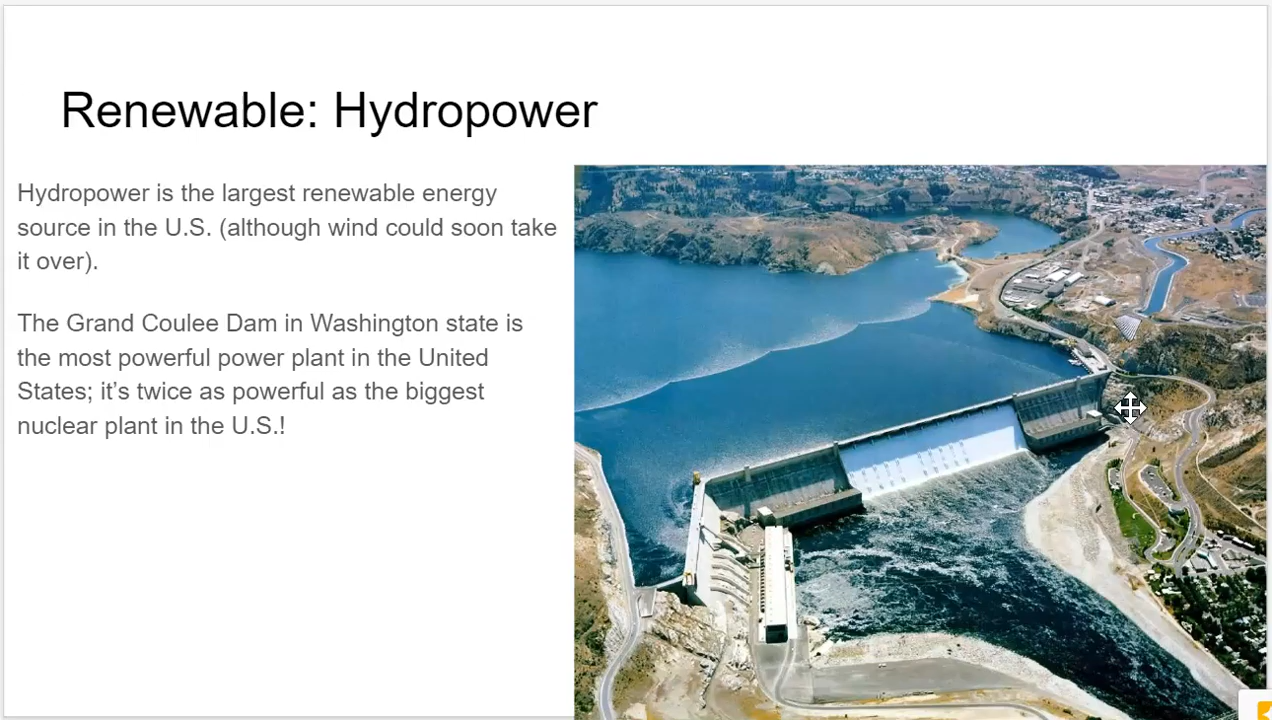 Renewable: Hydropower
Hydropower is the largest renewable energy
source in the U.S. (although wind could soon take
it over).
The Grand Coulee Dam in Washington state is
the most powerful power plant in the United
States; it’s twice as powerful as the biggest
nuclear plant in the U.S.!